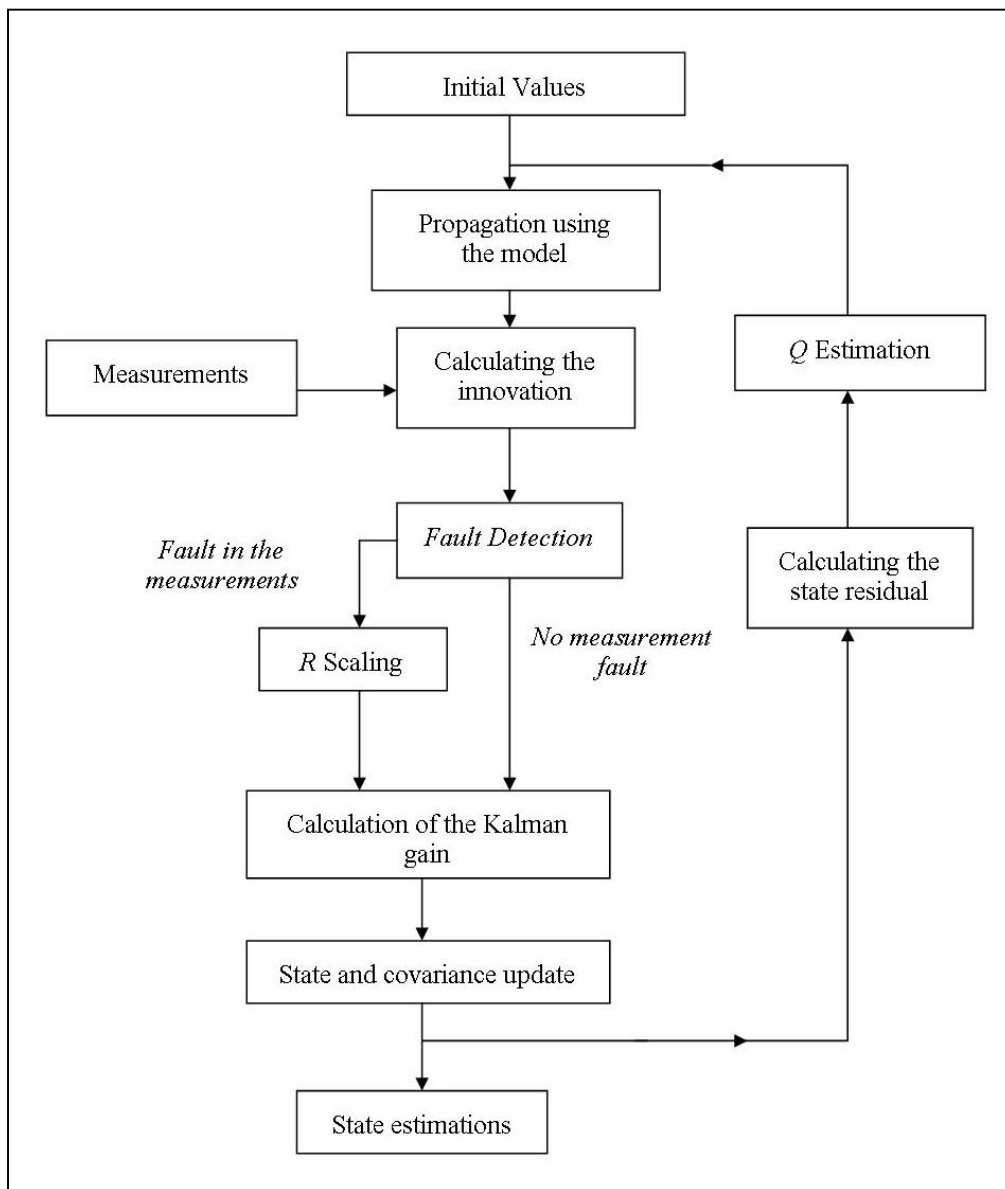 Initial Values
Propagation using
the model
Measurements
Calculating the
innovation
Q Estimation
Fault in the
measurements
Fault Detection
Calculating the
state residual
R Scaling
No measurement
fault
Calculation of the Kalman
gain
State and covariance update
State estimations